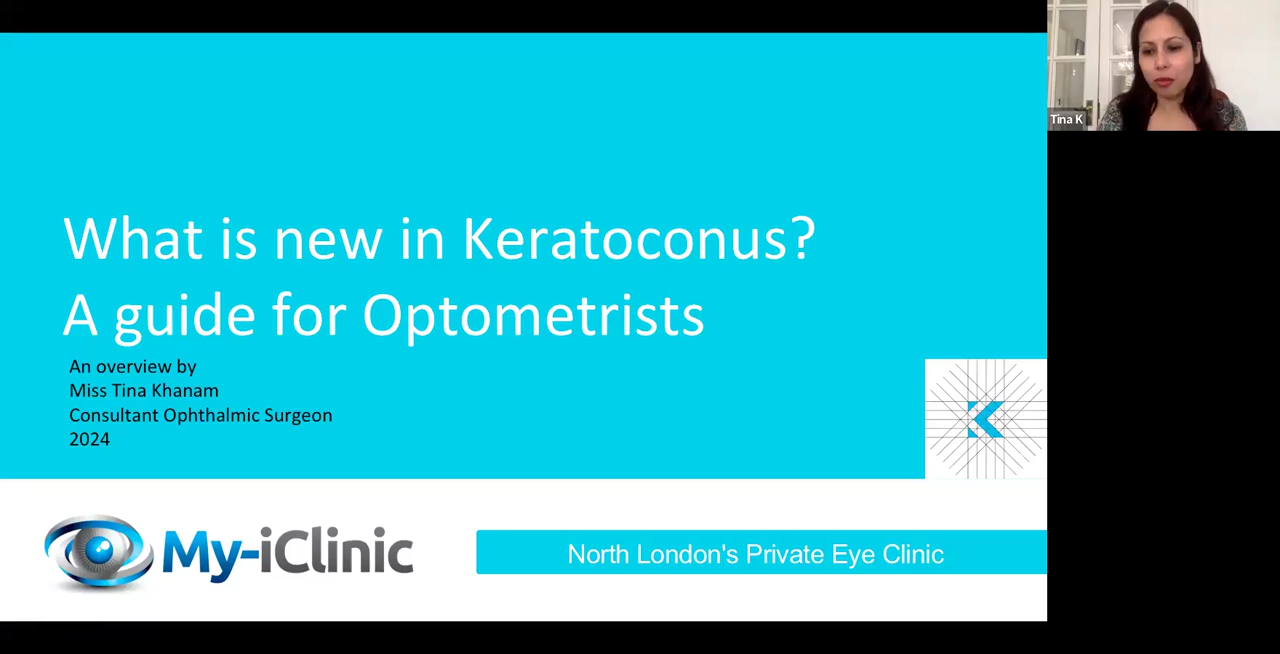 What is new in Keratoconus?
A guide for Optometrists
An overview by
Miss Tina Khanam
Consultant Ophthalmic Surgeon
2024
My-iClinic
North London's Private Eye Clinic
Tina K
K